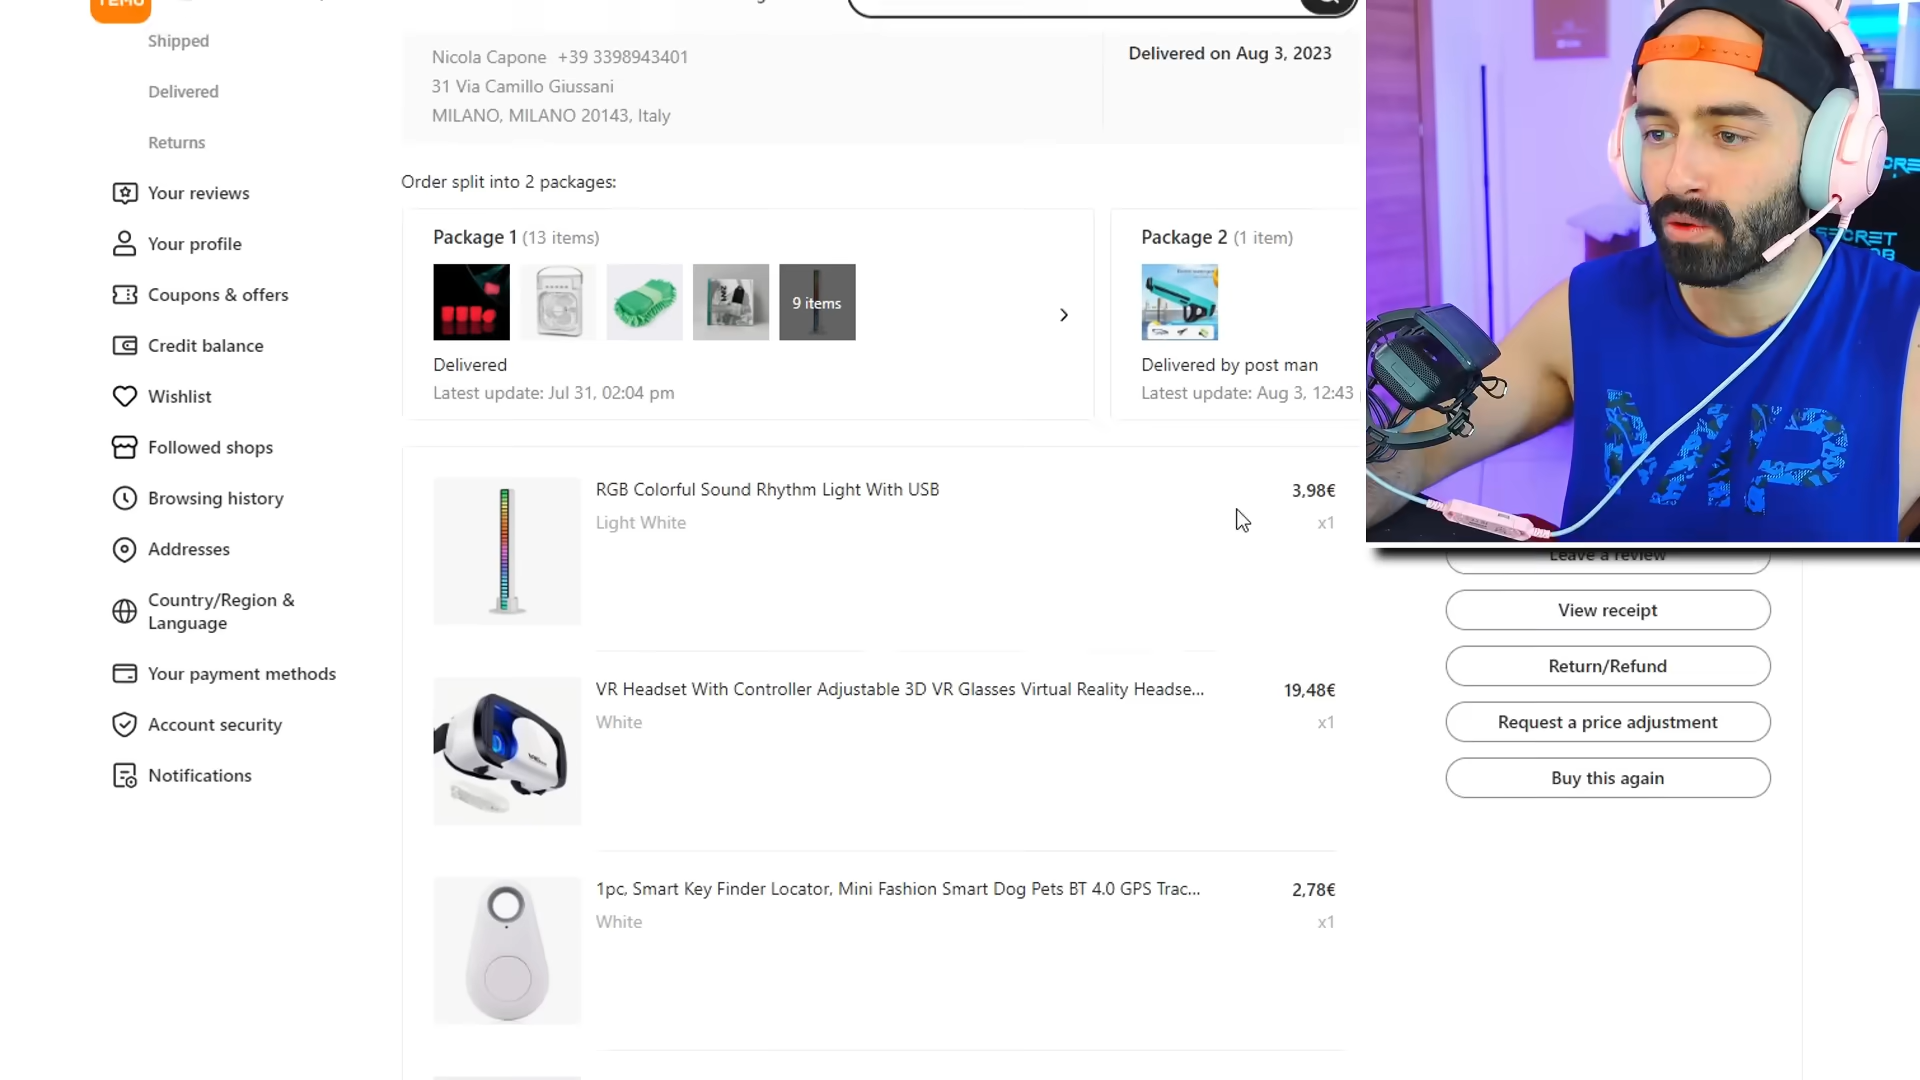 TEMU
Shipped
Delivered
Returns
Your reviews
Your profile
Coupons & offers
Credit balance
Wishlist
Followed shops
Browsing history
Addresses
Country/Region &
Language
Your payment methods
Account security
Notifications
Nicola Capone +39 3398943401
31 Via Camillo Giussani
MILANO, MILANO 20143, Italy
Delivered on Aug 3, 2023
Order split into 2 packages:
Package 1 (13 items)
9 items
Delivered
Latest update: Jul 31, 02:04 pm
Package 2 (1 item)
Delivered by post man
Latest update: Aug 3, 12:43
RGB Colorful Sound Rhythm Light With USB
3,98€
Light White
x1
VR Headset With Controller Adjustable 3D VR Glasses Virtual Reality Headse...
19,48€
White
x1
1pc, Smart Key Finder Locator, Mini Fashion Smart Dog Pets BT 4.0 GPS Trac...
2,78€
White
x1
Leave a review
View receipt
Return/Refund
Request a price adjustment
Buy this again
SECRET
MP